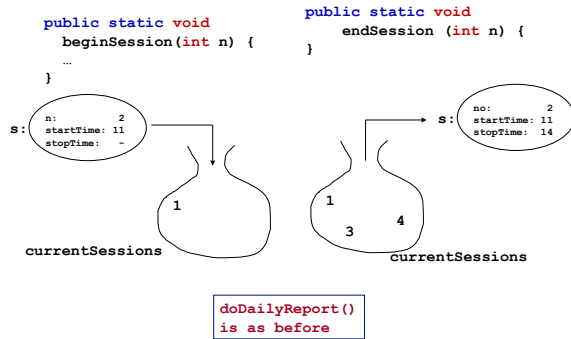 public static void
beginSession(int n) {
…
}
public static void
endSession (int n) {
}
s:
n: 2
startTime: 11
stopTime: -
s:
no: 2
startTime: 11
stopTime: 14
1
currentSessions
1
3
4
currentSessions
doDailyReport()
is as before